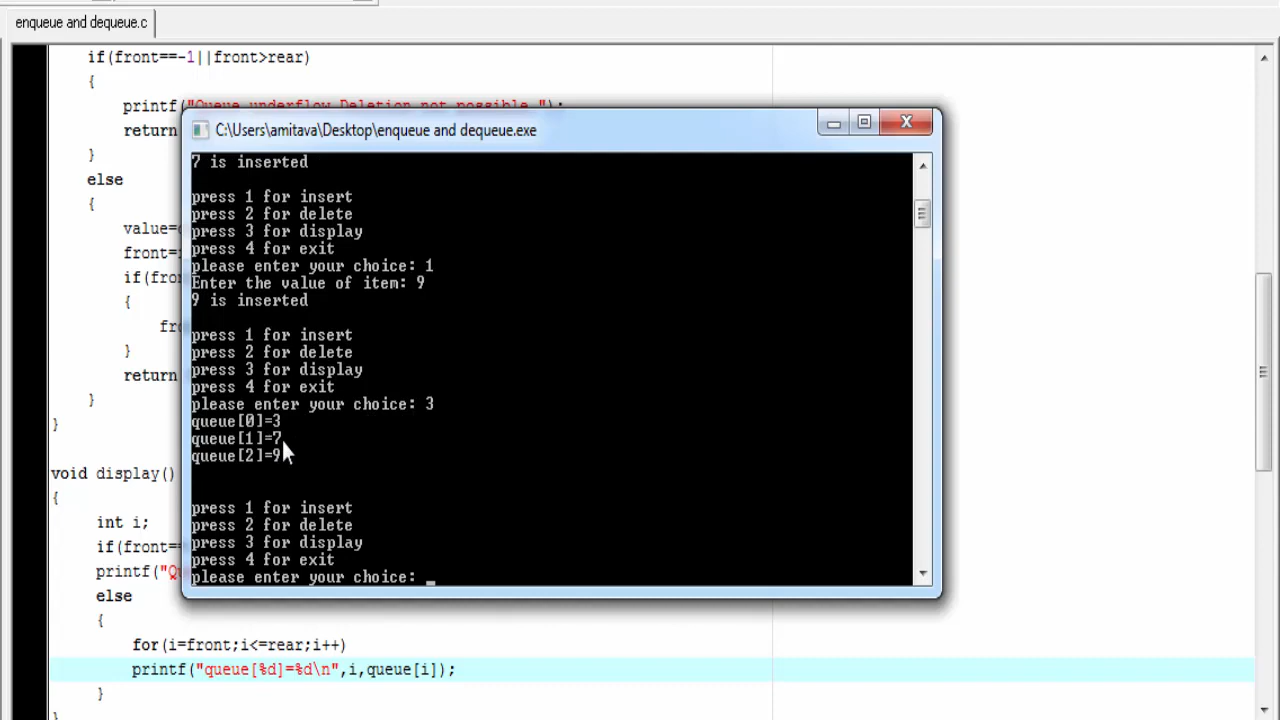 enqueue and dequeue.c
if(front==-1||front>rear)
{
printf("Queue underflow Deletion not possible ");
return
}
else
{
value=
front=
if(fro
{
fr
}
return
}
}
void display()
{
int i;
if(front==
printf("Q
else
{
for(i=front;i<=rear;i++)
printf("queue[%d]=%d\n",i,queue[i]);
}
C:\Users\amitava\Desktop\enqueue and dequeue.exe
7 is inserted
press 1 for insert
press 2 for delete
press 3 for display
press 4 for exit
please enter your choice: 1
Enter the value of item: 9
9 is inserted
press 1 for insert
press 2 for delete
press 3 for display
press 4 for exit
please enter your choice: 3
queue[0]=3
queue[1]=7
queue[2]=9
press 1 for insert
press 2 for delete
press 3 for display
press 4 for exit
please enter your choice: _